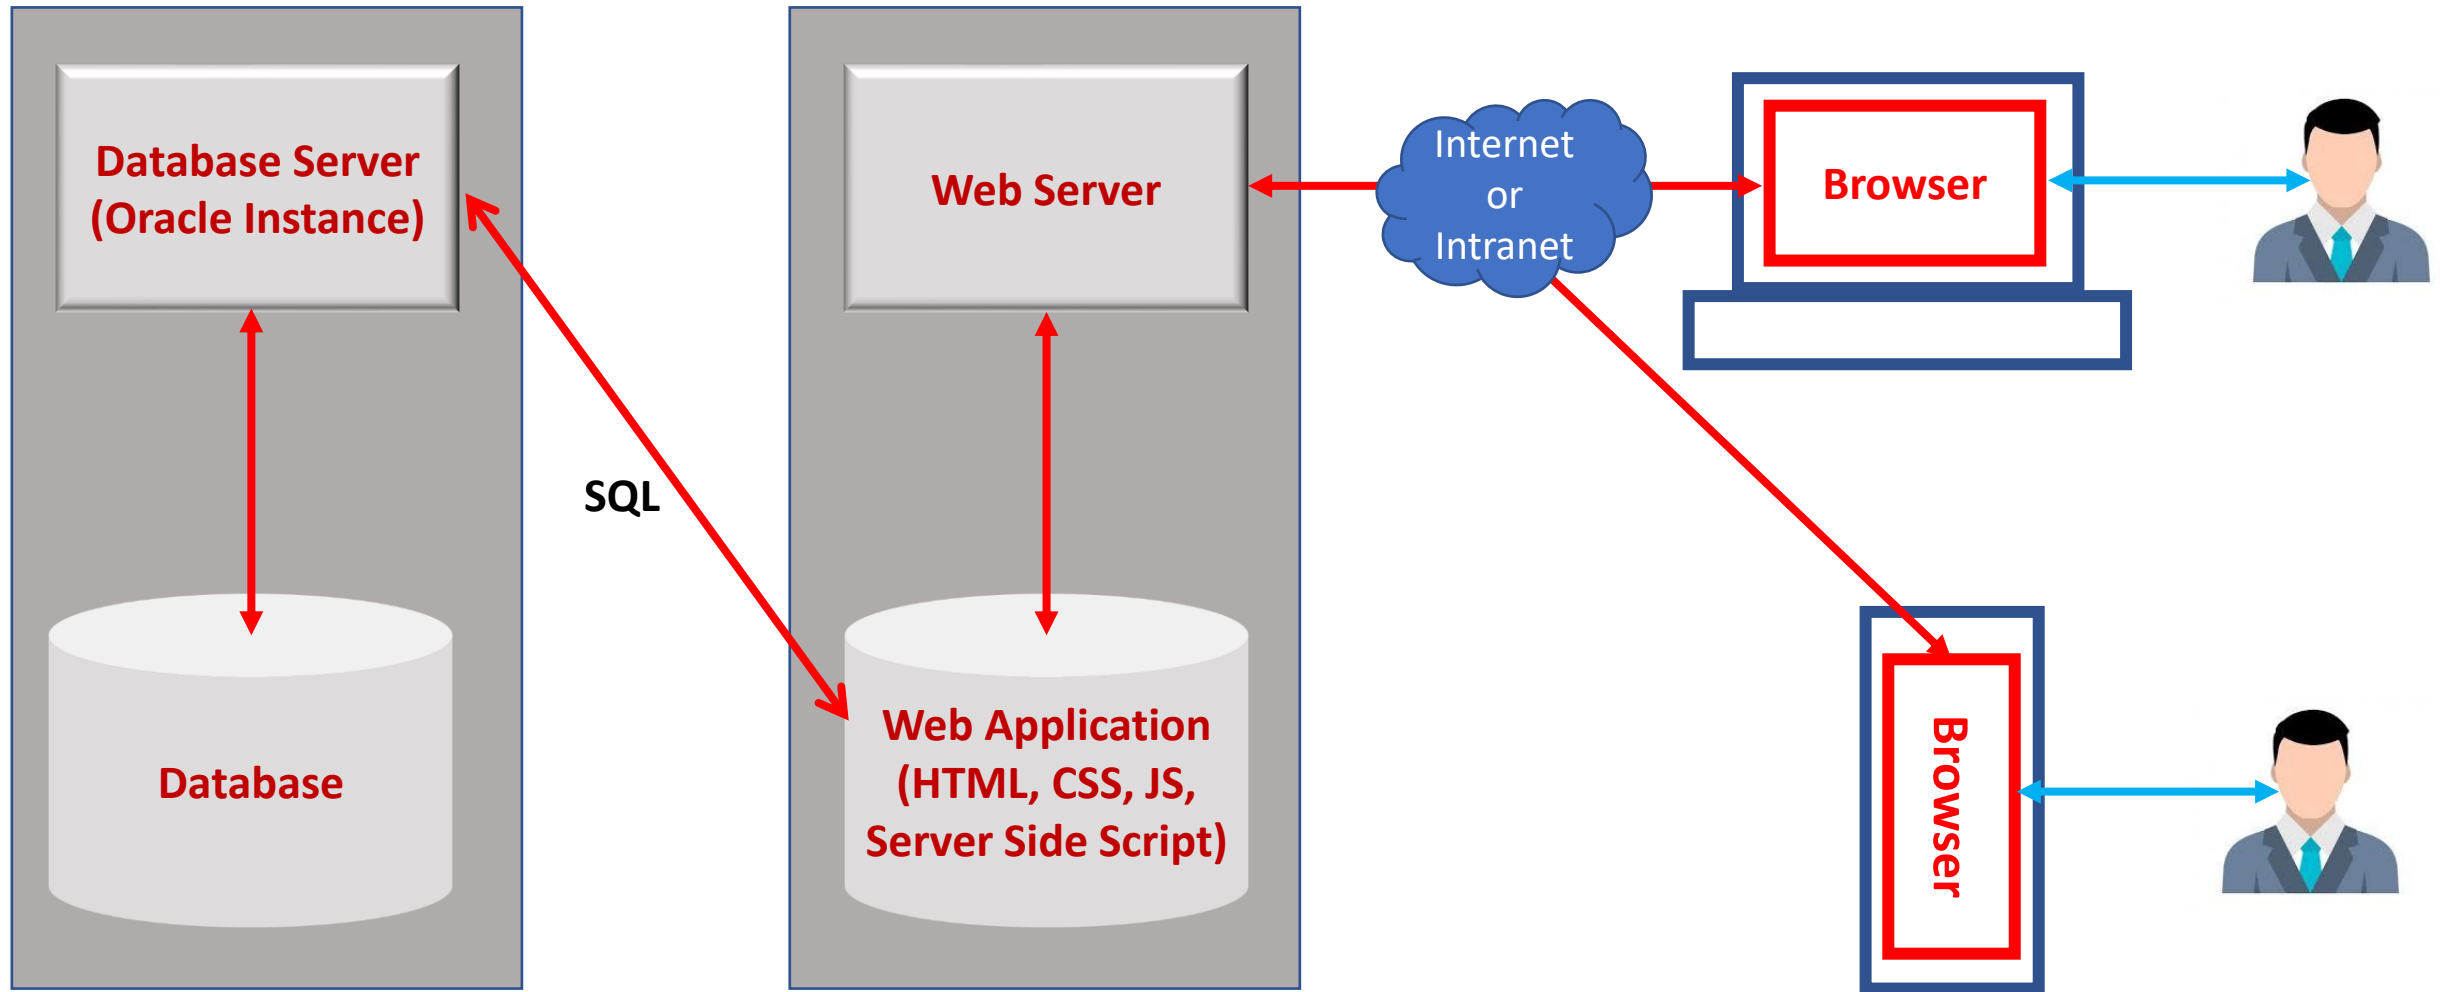 Database Server
(Oracle Instance)
Database
SQL
Web Server
Web Application
(HTML, CSS, JS,
Server Side Script)
Internet
or
Intranet
Browser
Browser